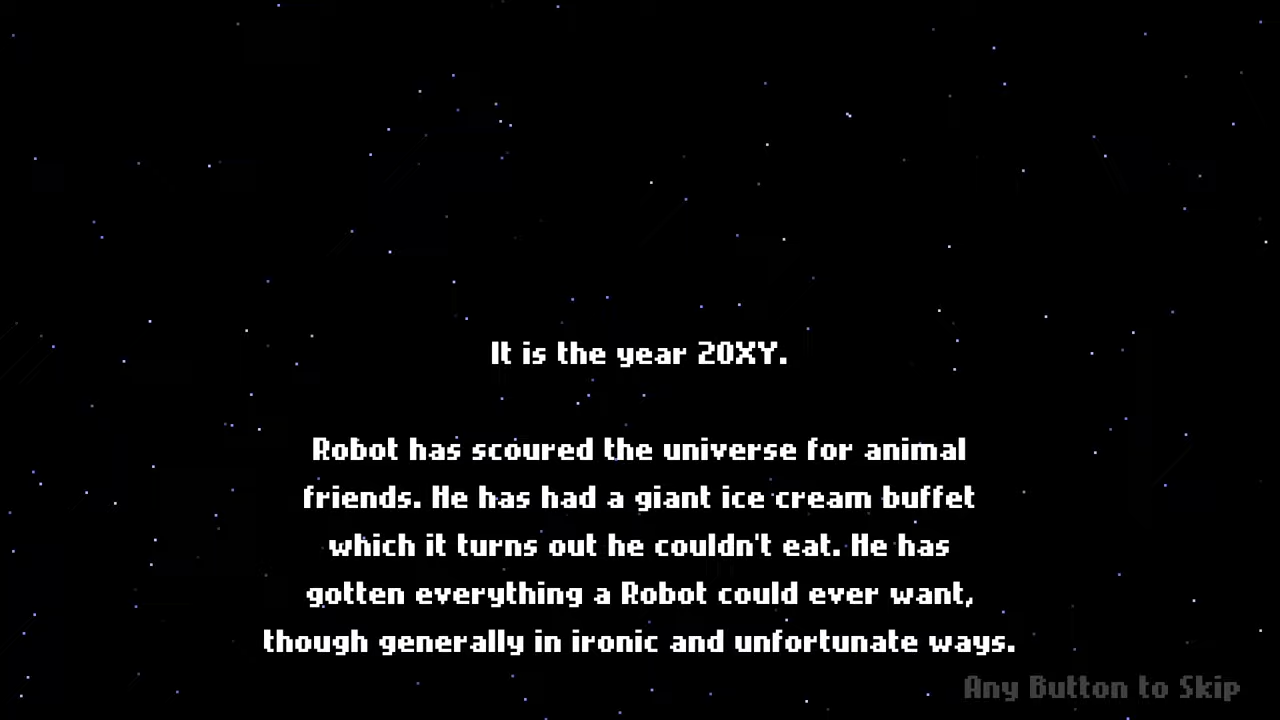 It is the year 20XY.
Robot has scoured the universe for animal
friends. He has had a giant ice cream buffet
which it turns out he couldn't eat. He has
gotten everything a Robot could ever want,
though generally in ironic and unfortunate ways.
Any Button to Skip